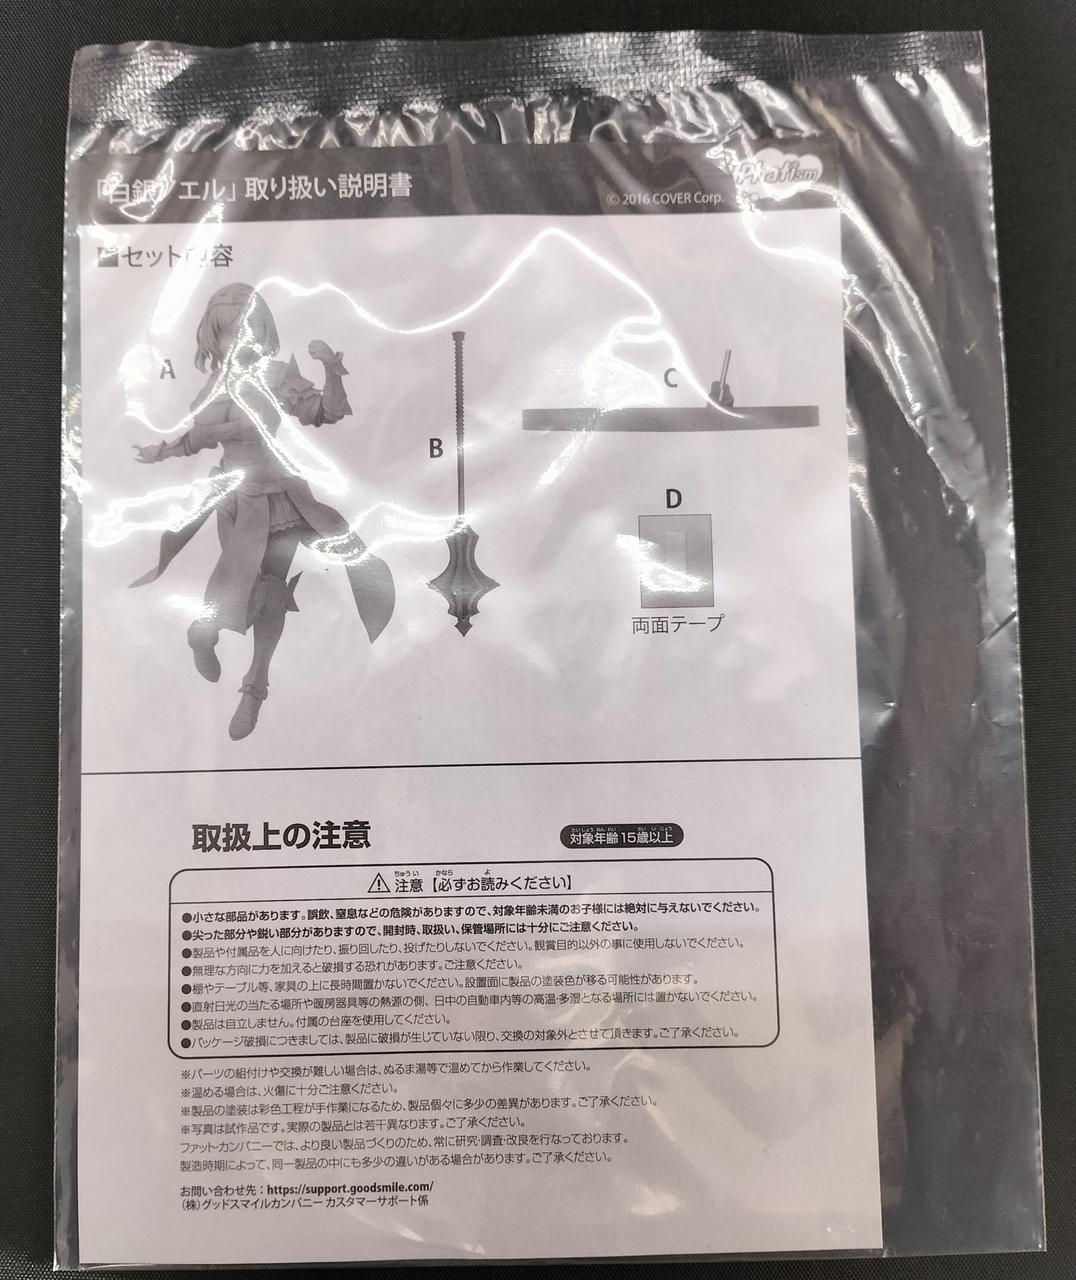 「白銀ノエル」取り扱い説明書
© 2016 COVER Corp.
Phatism
■セット内容
A
B
C
D
両面テープ
取扱上の注意
たいしょうねんれい さいいじょう
対象年齢15歳以上
ちゅうい かなら よ
注意【必ずお読みください】
●小さな部品があります。誤飲、窒息などの危険がありますので、対象年齢未満のお子様には絶対に与えないでください。
●尖った部分や鋭い部分がありますので、開封時、取扱い、保管場所には十分にご注意ください。
●製品や付属品を人に向けたり、振り回したり、投げたりしないでください。観賞目的以外の事に使用しないでください。
●無理な方向に力を加えると破損する恐れがあります。ご注意ください。
●棚やテーブル等、家具の上に長時間置かないでください。設置面に製品の塗装色が移る可能性があります。
●直射日光の当たる場所や暖房器具等の熱源の側、日中の自動車内等の高温・多湿となる場所には置かないでください。
●製品は自立しません。付属の台座を使用してください。
●パッケージ破損につきましては、製品に破損が生じていない限り、交換の対象外とさせて頂きます。ご了承ください。
※パーツの組付けや交換が難しい場合は、ぬるま湯等で温めてから作業してください。
※温める場合は、火傷に十分ご注意ください。
※製品の塗装は彩色工程が手作業になるため、製品個々に多少の差異があります。ご了承ください。
※写真は試作品です。実際の製品とは若干異なります。ご了承ください。
ファット・カンパニーでは、より良い製品づくりのため、常に研究・調査・改良を行なっております。
製造時期によって、同一製品の中にも多少の違いがある場合があります。ご了承ください。
お問い合わせ先：https://support.goodsmile.com/
（株）グッドスマイルカンパニー カスタマーサポート係